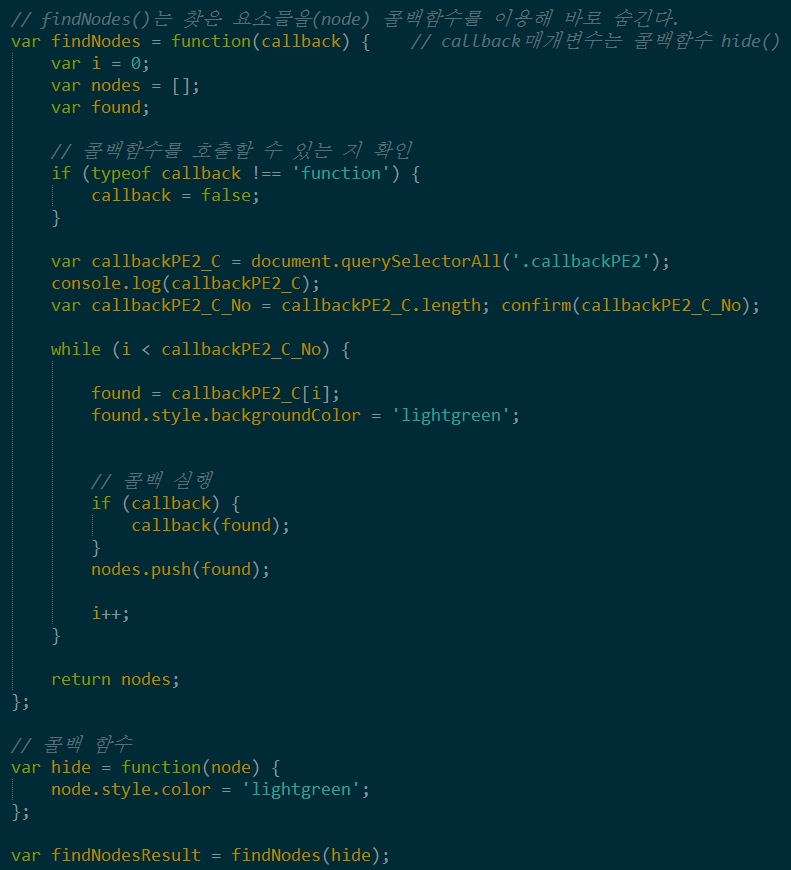 // findNodes()는 찾은 요소들을(node) 콜백함수를 이용해 바로 숨긴다.
var findNodes = function(callback) {    // callback매개변수는 콜백함수 hide()
    var i = 0;
    var nodes = [];
    var found;

    // 콜백함수를 호출할 수 있는 지 확인
    if (typeof callback !== 'function') {
        callback = false;
    }

    var callbackPE2_C = document.querySelectorAll('.callbackPE2');
    console.log(callbackPE2_C);
    var callbackPE2_C_No = callbackPE2_C.length; confirm(callbackPE2_C_No);

    while (i < callbackPE2_C_No) {

        found = callbackPE2_C[i];
        found.style.backgroundColor = 'lightgreen';


        // 콜백 실행
        if (callback) {
            callback(found);
        }
        nodes.push(found);

        i++;
    }

    return nodes;
};

// 콜백 함수
var hide = function(node) {
    node.style.color = 'lightgreen';
};

var findNodesResult = findNodes(hide);